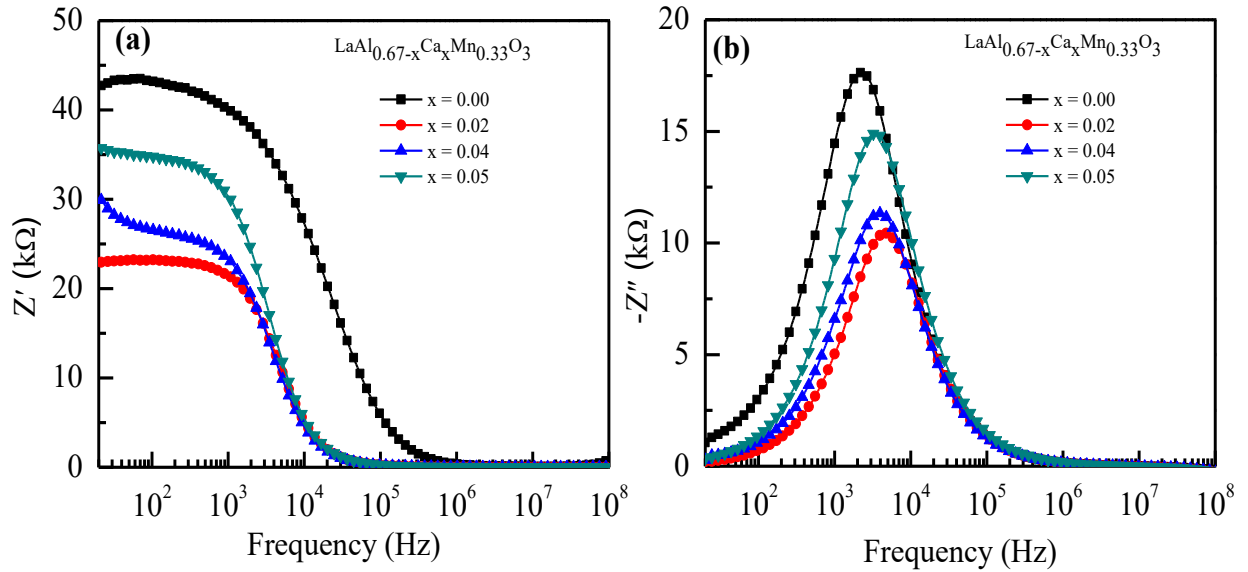 (a)
LaAl0.67-xCaxMn0.33O3
x = 0.00
x = 0.02
x = 0.04
x = 0.05
50
40
30
20
10
0
Z′ (kΩ)
10² 10³ 10⁴ 10⁵ 10⁶ 10⁷ 10⁸
Frequency (Hz)
(b)
LaAl0.67-xCaxMn0.33O3
x = 0.00
x = 0.02
x = 0.04
x = 0.05
20
15
10
5
0
-Z″ (kΩ)
10² 10³ 10⁴ 10⁵ 10⁶ 10⁷ 10⁸
Frequency (Hz)